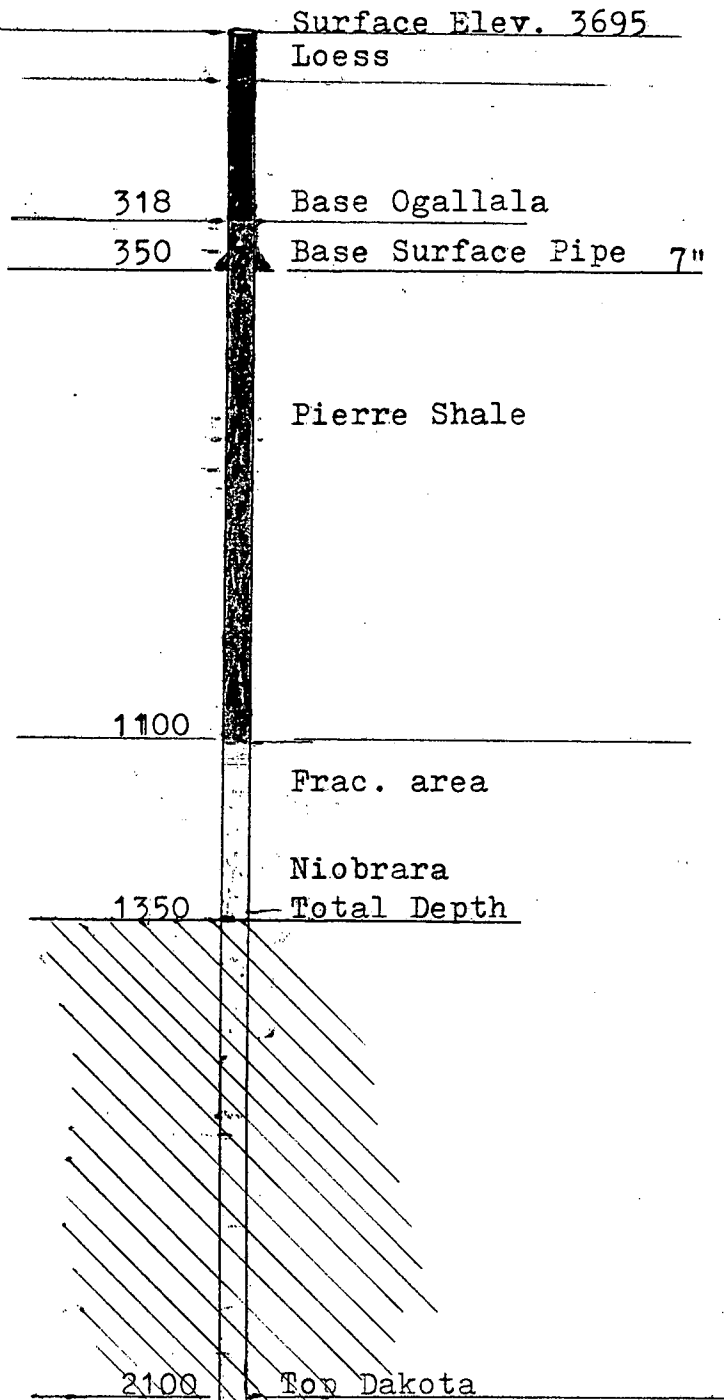 Surface Elev. 3695
Loess
318 Base Ogallala
350 Base Surface Pipe 7"
Pierre Shale
1100
Frac. area
Niobrara
1350 Total Depth
2100 Top Dakota